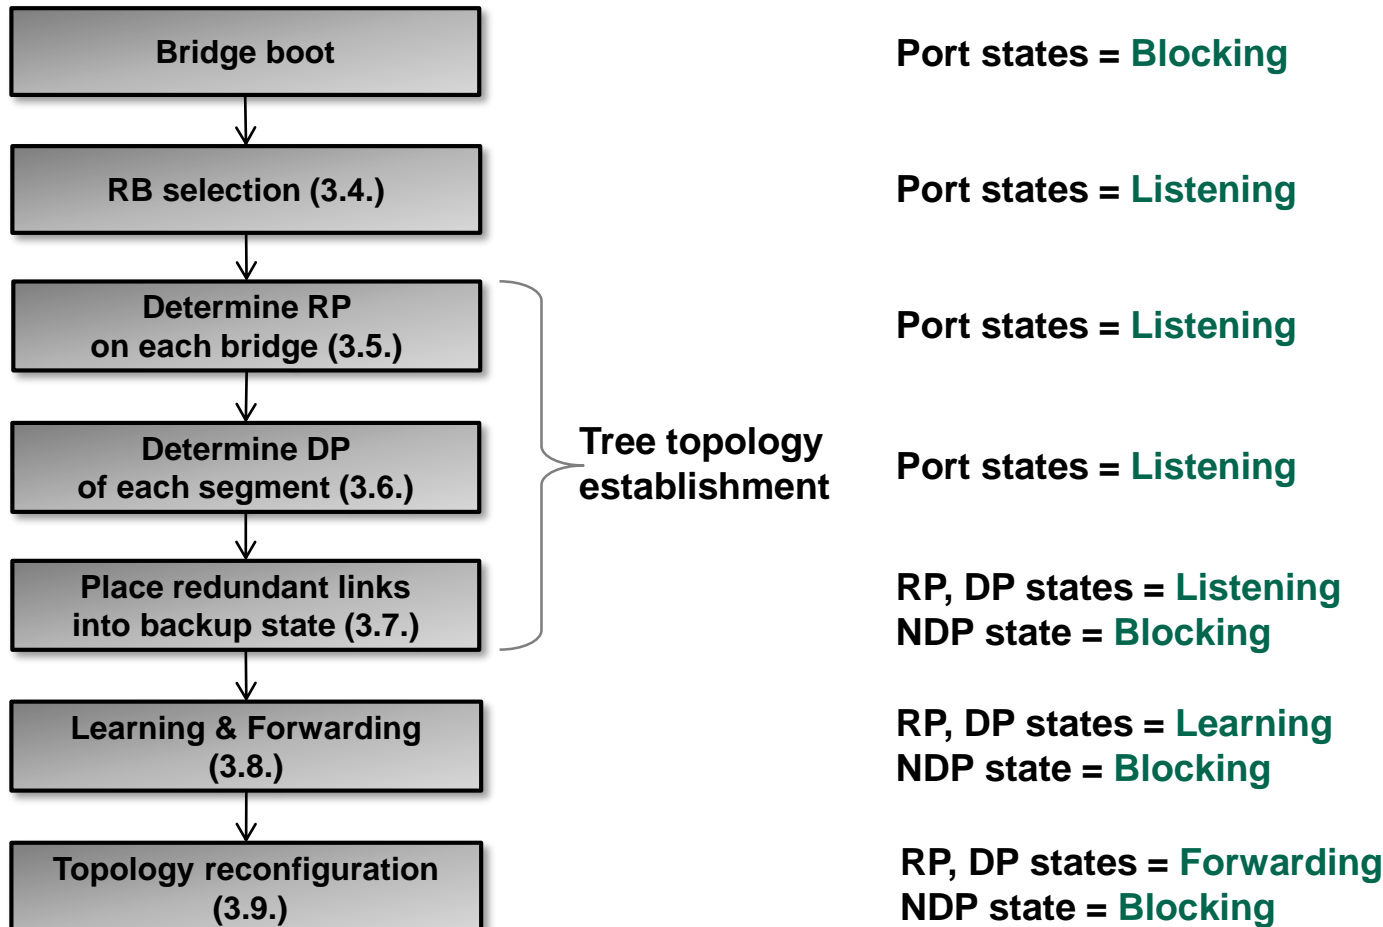 Bridge boot
Port states = Blocking
RB selection (3.4.)
Port states = Listening
Determine RP
on each bridge (3.5.)
Port states = Listening
Determine DP
of each segment (3.6.)
Tree topology
establishment
Port states = Listening
Place redundant links
into backup state (3.7.)
RP, DP states = Listening
NDP state = Blocking
Learning & Forwarding
(3.8.)
RP, DP states = Learning
NDP state = Blocking
Topology reconfiguration
(3.9.)
RP, DP states = Forwarding
NDP state = Blocking